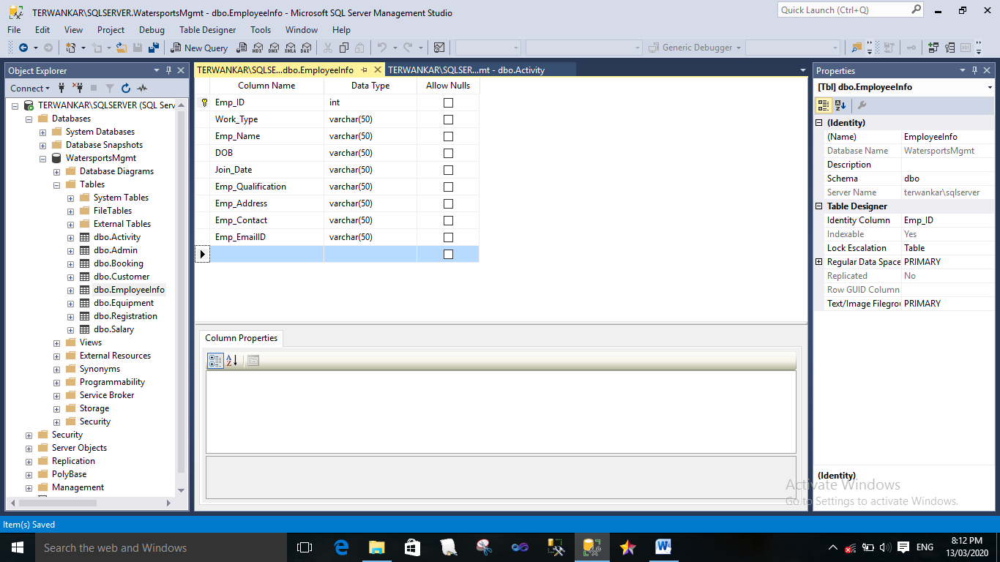 TERWANKAR\SQLSERVER.WatersportsMgmt - dbo.EmployeeInfo - Microsoft SQL Server Management Studio
Quick Launch (Ctrl+Q)
File Edit View Project Debug Table Designer Tools Window Help
New Query MDX DMX XMLA DAX Generic Debugger
Object Explorer
Connect
TERWANKAR\SQLSERVER (SQL Serv
Databases
System Databases
Database Snapshots
WatersportsMgmt
Database Diagrams
Tables
System Tables
FileTables
External Tables
dbo.Activity
dbo.Admin
dbo.Booking
dbo.Customer
dbo.EmployeeInfo
dbo.Equipment
dbo.Registration
dbo.Salary
Views
External Resources
Synonyms
Programmability
Service Broker
Storage
Security
Security
Server Objects
Replication
PolyBase
Management
TERWANKAR\SQLSE...dbo.EmployeeInfo TERWANKAR\SQLSER...mt - dbo.Activity
Column Name Data Type Allow Nulls
Emp_ID int
Work_Type varchar(50)
Emp_Name varchar(50)
DOB varchar(50)
Join_Date varchar(50)
Emp_Qualification varchar(50)
Emp_Address varchar(50)
Emp_Contact varchar(50)
Emp_EmailID varchar(50)
Column Properties
Properties
[Tbl] dbo.EmployeeInfo
(Identity)
(Name) EmployeeInfo
Database Name WatersportsMgmt
Description
Schema dbo
Server Name terwankar\sqlserver
Table Designer
Identity Column Emp_ID
Indexable Yes
Lock Escalation Table
Regular Data Space PRIMARY
Replicated No
Row GUID Column
Text/Image Filegrou PRIMARY
(Identity)
Activate Windows
Go to Settings to activate Windows.
Item(s) Saved
Search the web and Windows
ENG
8:12 PM
13/03/2020